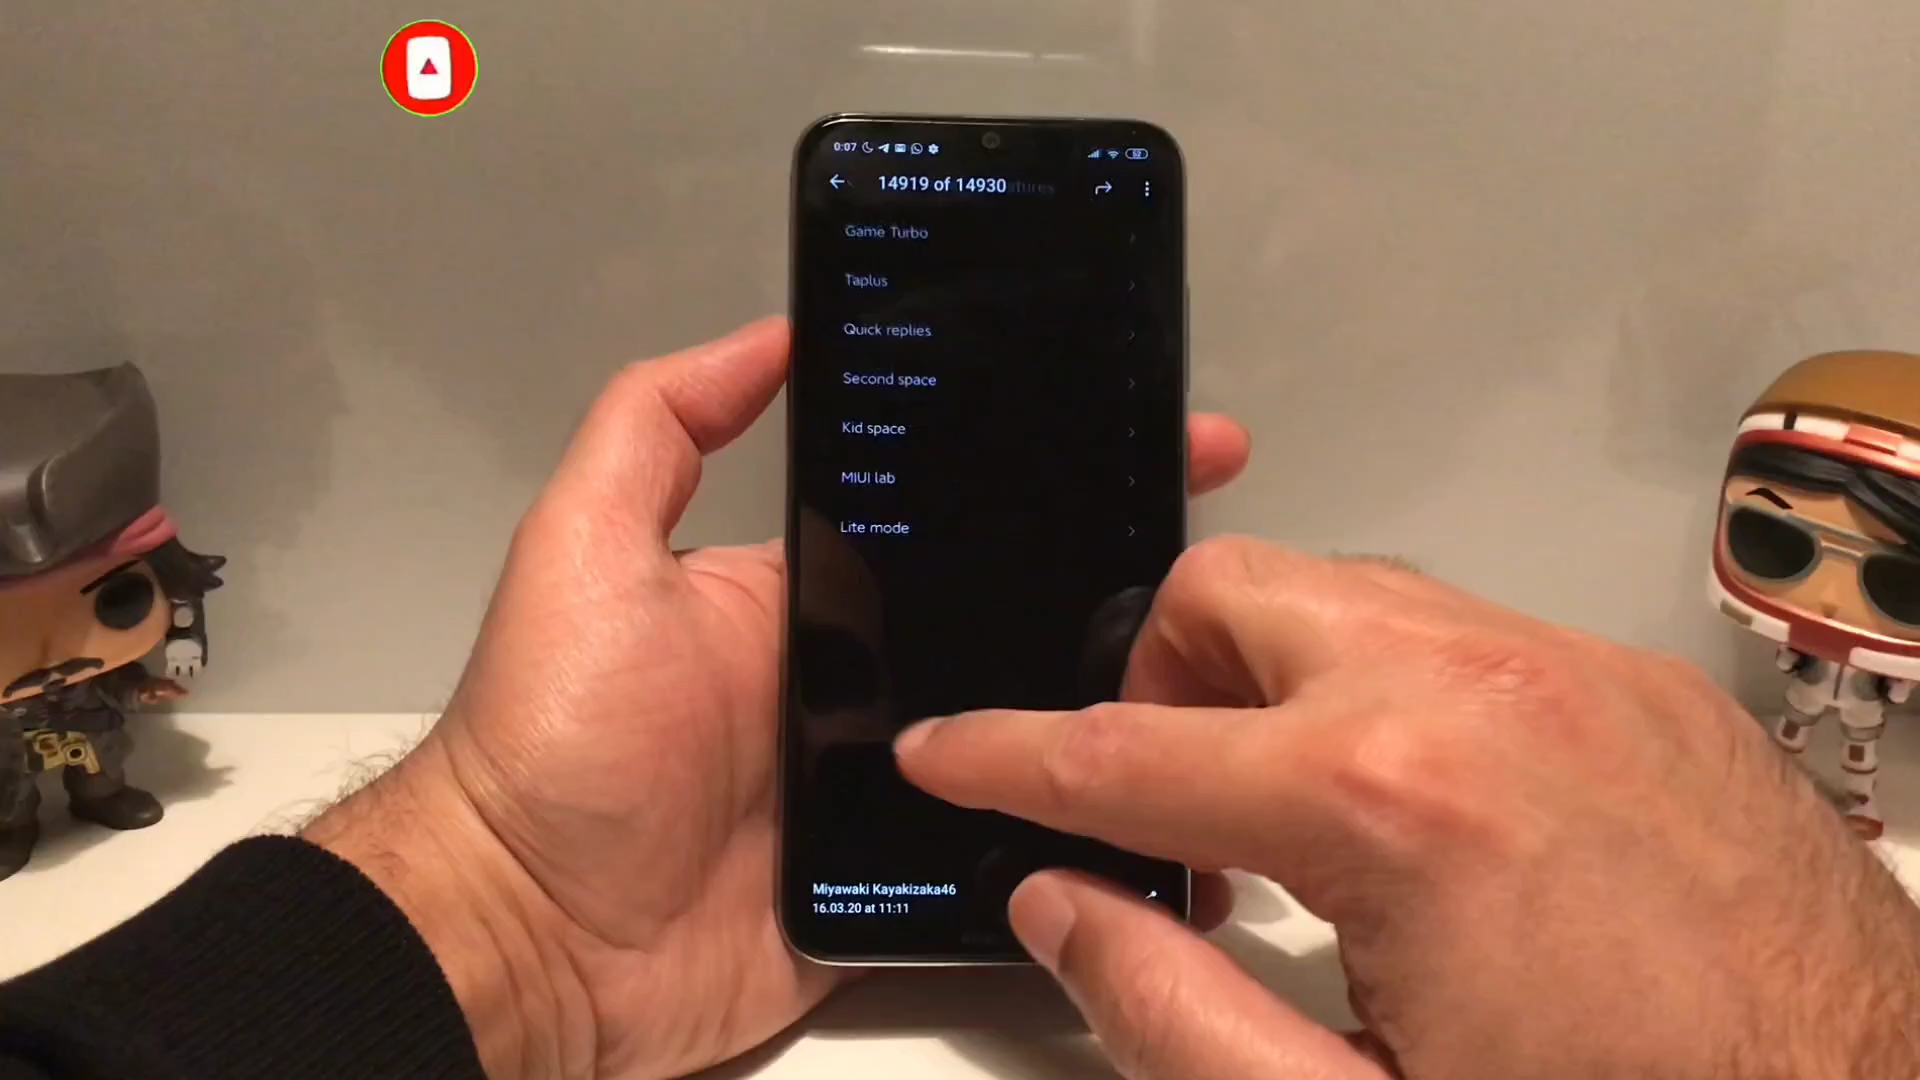 0:07
52
14919 of 14930
Game Turbo
Taplus
Quick replies
Second space
Kid space
MIUI lab
Lite mode
Miyawaki Kayakizaka46
16.03.20 at 11:11